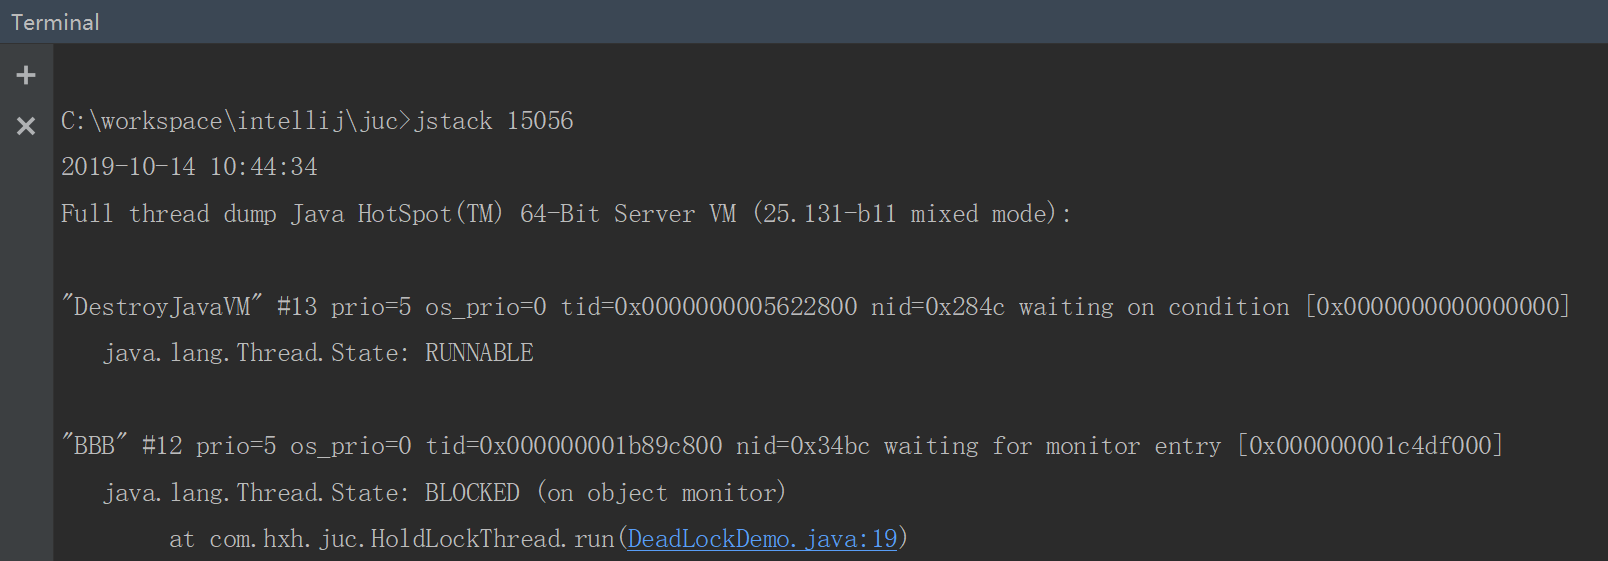 Terminal
C:\workspace\intellij\juc>jstack 15056
2019-10-14 10:44:34
Full thread dump Java HotSpot(TM) 64-Bit Server VM (25.131-b11 mixed mode):
"DestroyJavaVM" #13 prio=5 os_prio=0 tid=0x0000000005622800 nid=0x284c waiting on condition [0x0000000000000000]
java.lang.Thread.State: RUNNABLE
"BBB" #12 prio=5 os_prio=0 tid=0x000000001b89c800 nid=0x34bc waiting for monitor entry [0x000000001c4df000]
java.lang.Thread.State: BLOCKED (on object monitor)
at com.hxh.juc.HoldLockThread.run(DeadLockDemo.java:19)